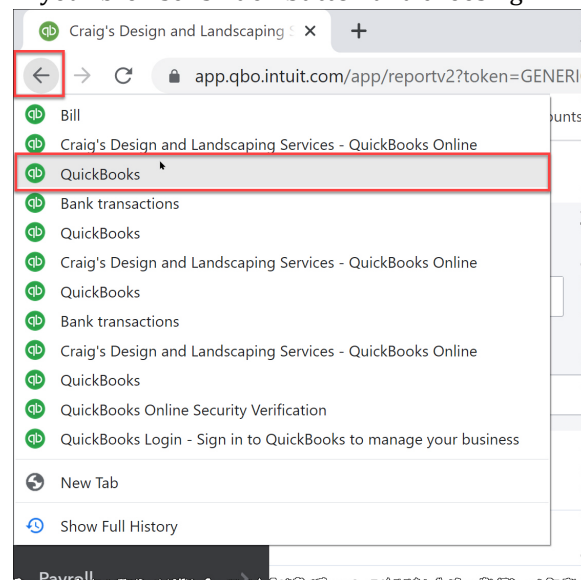 Craig's Design and Landscaping
app.qbo.intuit.com/app/reportv2?token=GENERI
Bill
Craig's Design and Landscaping Services - QuickBooks Online
QuickBooks
Bank transactions
QuickBooks
Craig's Design and Landscaping Services - QuickBooks Online
QuickBooks
Bank transactions
Craig's Design and Landscaping Services - QuickBooks Online
QuickBooks
QuickBooks Online Security Verification
QuickBooks Login - Sign in to QuickBooks to manage your business
New Tab
Show Full History
Payroll